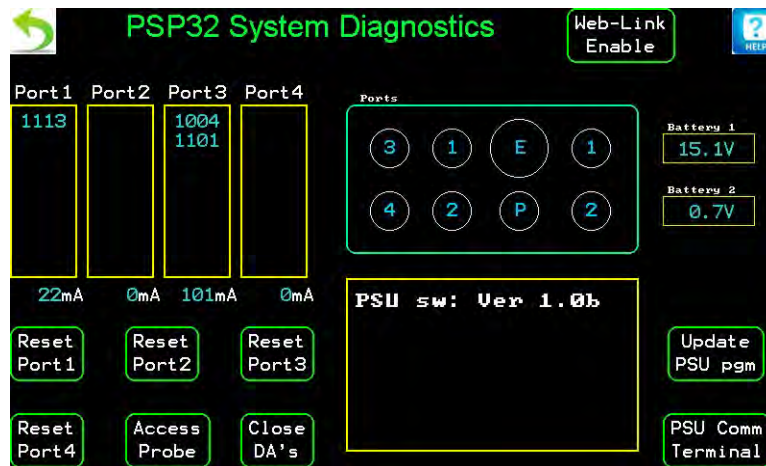 PSP32 System Diagnostics
Web-Link
Enable
?
HELP
Port1 Port2 Port3 Port4
1113
1004
1101
22mA 0mA 101mA 0mA
Ports
3 1 E 1
4 2 P 2
Battery 1
15.1V
Battery 2
0.7V
PSU sw: Ver 1.0b
Reset
Port1
Reset
Port2
Reset
Port3
Update
PSU pgm
Reset
Port4
Access
Probe
Close
DA's
PSU Comm
Terminal